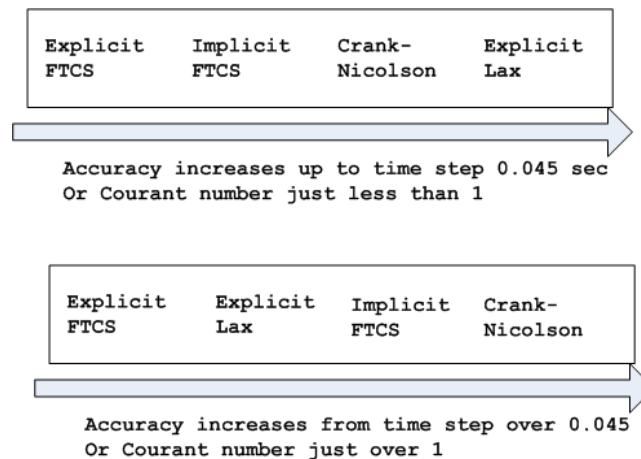 Explicit FTCS
Implicit FTCS
Crank-Nicolson
Explicit Lax
Accuracy increases up to time step 0.045 sec
Or Courant number just less than 1
Explicit FTCS
Explicit Lax
Implicit FTCS
Crank-Nicolson
Accuracy increases from time step over 0.045
Or Courant number just over 1